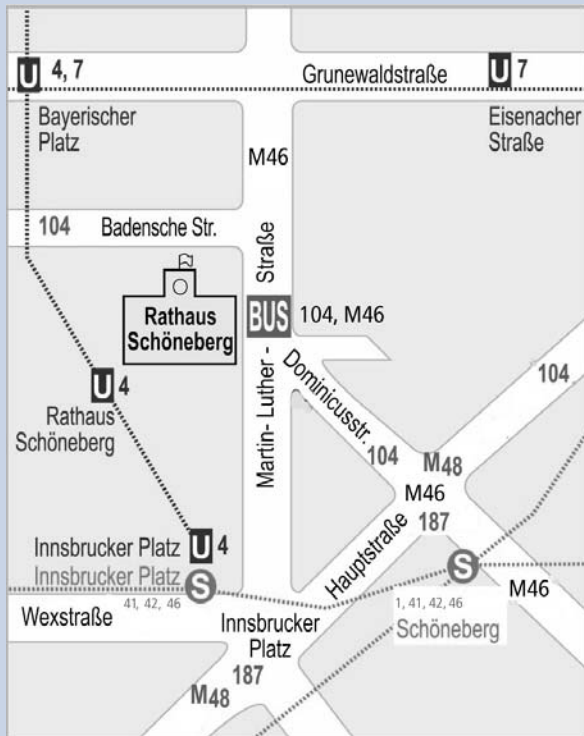 U 4, 7
Grunewaldstraße
U 7
Bayerischer
Platz
Eisenacher
Straße
M46
104
Badensche Str.
Martin-Luther-Straße
Rathaus
Schöneberg
BUS 104, M46
Dominicusstr.
104
U 4
Rathaus
Schöneberg
104
M48
M46
187
Hauptstraße
Innsbrucker Platz U 4
Innsbrucker Platz S
41, 42, 46
S
M46
1, 41, 42, 46
Schöneberg
Wexstraße
Innsbrucker
Platz
187
M48